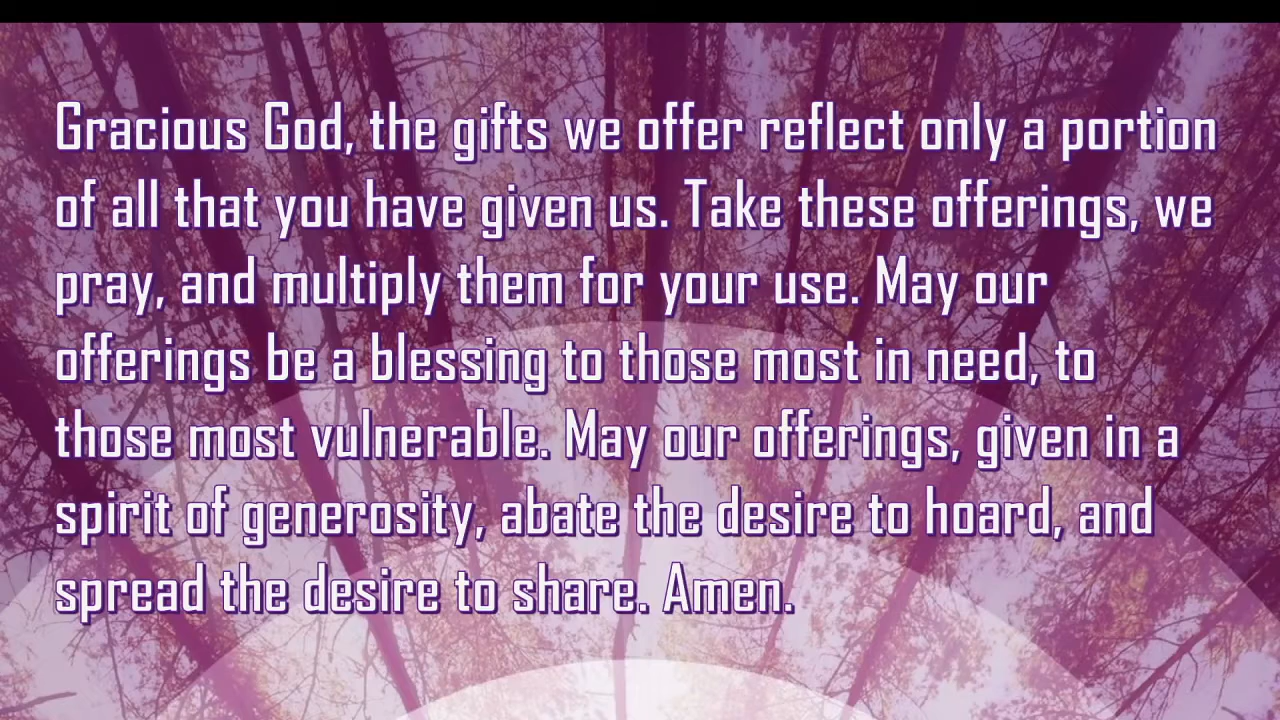 Gracious God, the gifts we offer reflect only a portion
of all that you have given us. Take these offerings, we
pray, and multiply them for your use. May our
offerings be a blessing to those most in need, to
those most vulnerable. May our offerings, given in a
spirit of generosity, abate the desire to hoard, and
spread the desire to share. Amen.